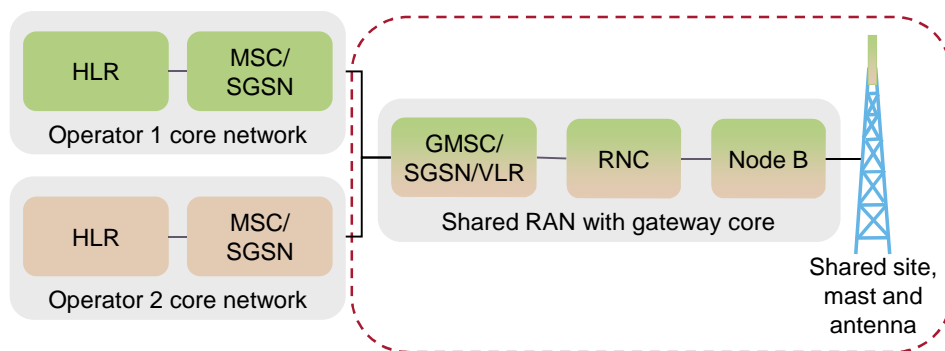 HLR
MSC/
SGSN
Operator 1 core network
GMSC/
SGSN/VLR
RNC
Node B
Shared RAN with gateway core
HLR
MSC/
SGSN
Operator 2 core network
Shared site,
mast and
antenna